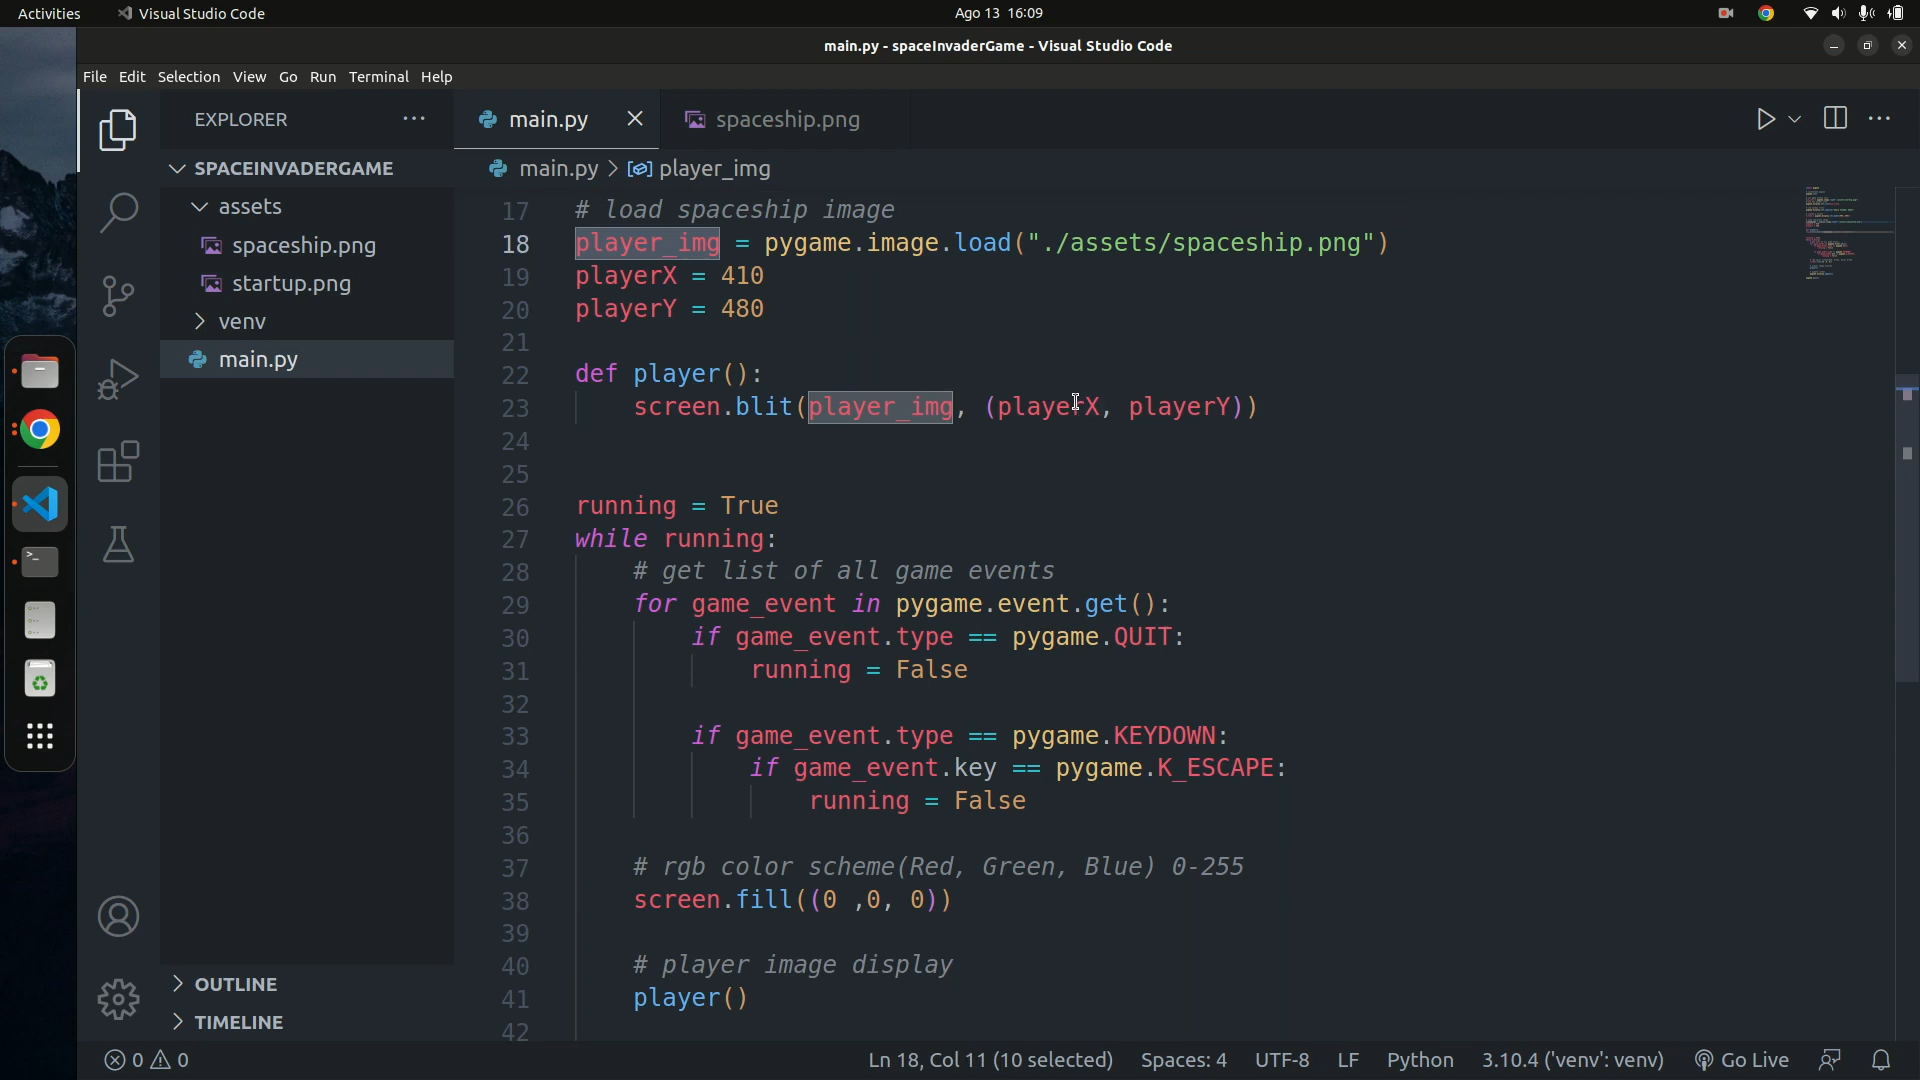 Activities
Visual Studio Code
Ago 13 16:09
main.py - spaceInvaderGame - Visual Studio Code
File Edit Selection View Go Run Terminal Help
EXPLORER
SPACEINVADERGAME
assets
spaceship.png
startup.png
venv
main.py
OUTLINE
TIMELINE
main.py
spaceship.png
main.py > player_img
17 # load spaceship image
18 player_img = pygame.image.load("./assets/spaceship.png")
19 playerX = 410
20 playerY = 480
21
22 def player():
23 screen.blit(player_img, (playerX, playerY))
24
25
26 running = True
27 while running:
28 # get list of all game events
29 for game_event in pygame.event.get():
30 if game_event.type == pygame.QUIT:
31 running = False
32
33 if game_event.type == pygame.KEYDOWN:
34 if game_event.key == pygame.K_ESCAPE:
35 running = False
36
37 # rgb color scheme(Red, Green, Blue) 0-255
38 screen.fill((0 ,0, 0))
39
40 # player image display
41 player()
42
0 0
Ln 18, Col 11 (10 selected)
Spaces: 4
UTF-8
LF
Python
3.10.4 ('venv': venv)
Go Live